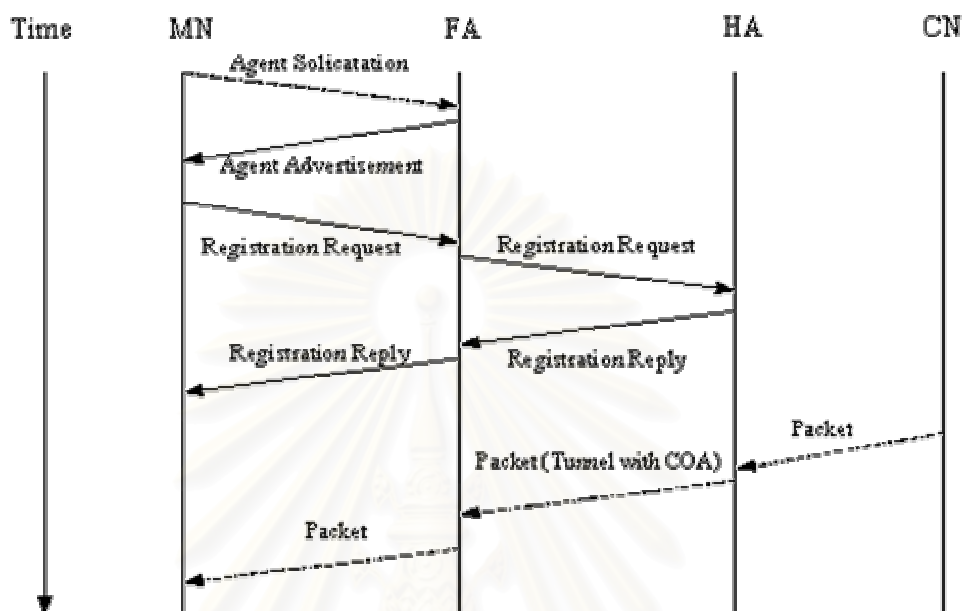 Time MN FA HA CN
Agent Solicatation
Agent Advertisement
Registration Request
Registration Request
Registration Reply
Registration Reply
Packet
Packet (Tunnel with COA)
Packet